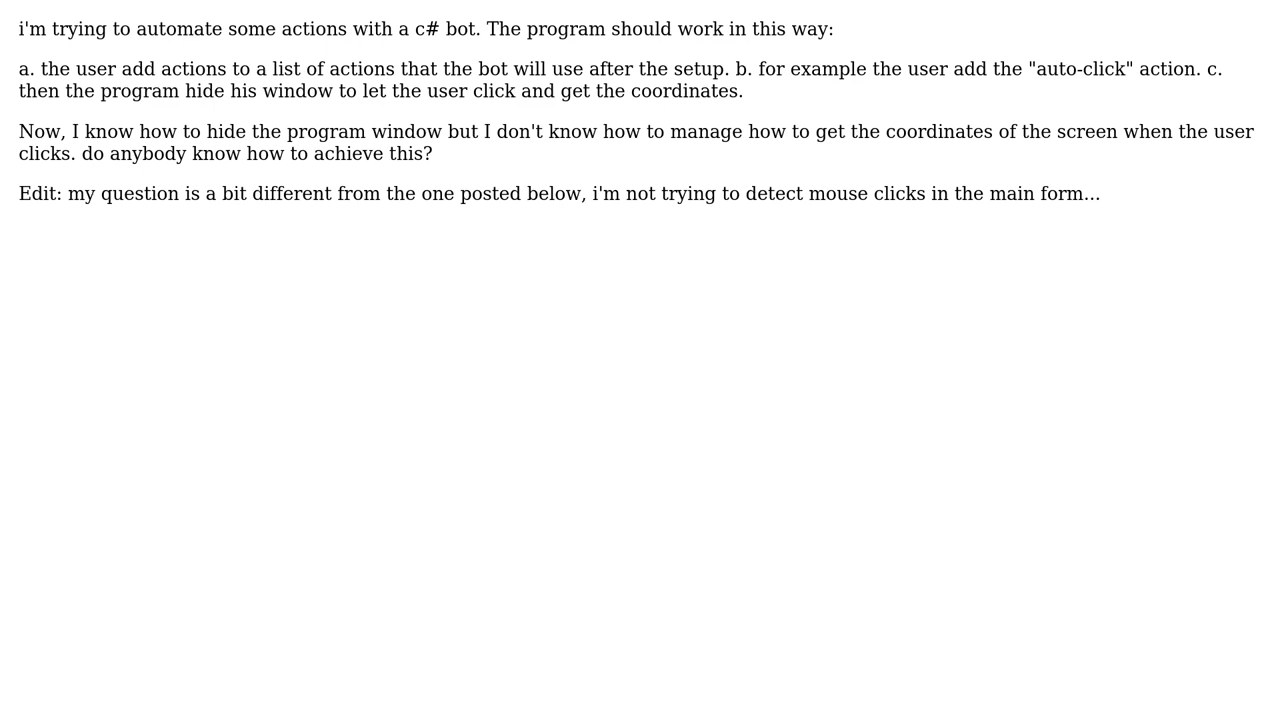 i'm trying to automate some actions with a c# bot. The program should work in this way:
a. the user add actions to a list of actions that the bot will use after the setup. b. for example the user add the "auto-click" action. c.
then the program hide his window to let the user click and get the coordinates.
Now, I know how to hide the program window but I don't know how to manage how to get the coordinates of the screen when the user
clicks. do anybody know how to achieve this?
Edit: my question is a bit different from the one posted below, i'm not trying to detect mouse clicks in the main form...